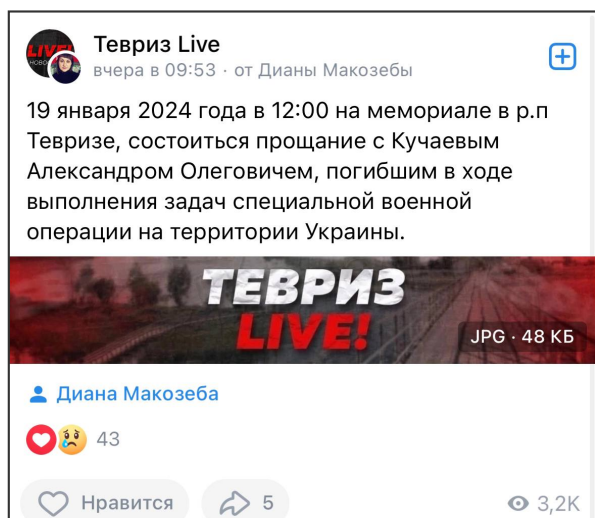 LIVE!
НОВОС
Тевриз Live
вчера в 09:53 · от Дианы Макозебы
19 января 2024 года в 12:00 на мемориале в р.п
Тевризе, состоиться прощание с Кучаевым
Александром Олеговичем, погибшим в ходе
выполнения задач специальной военной
операции на территории Украины.
ТЕВРИЗ
LIVE!
JPG · 48 КБ
Диана Макозеба
43
Нравится
5
3,2K